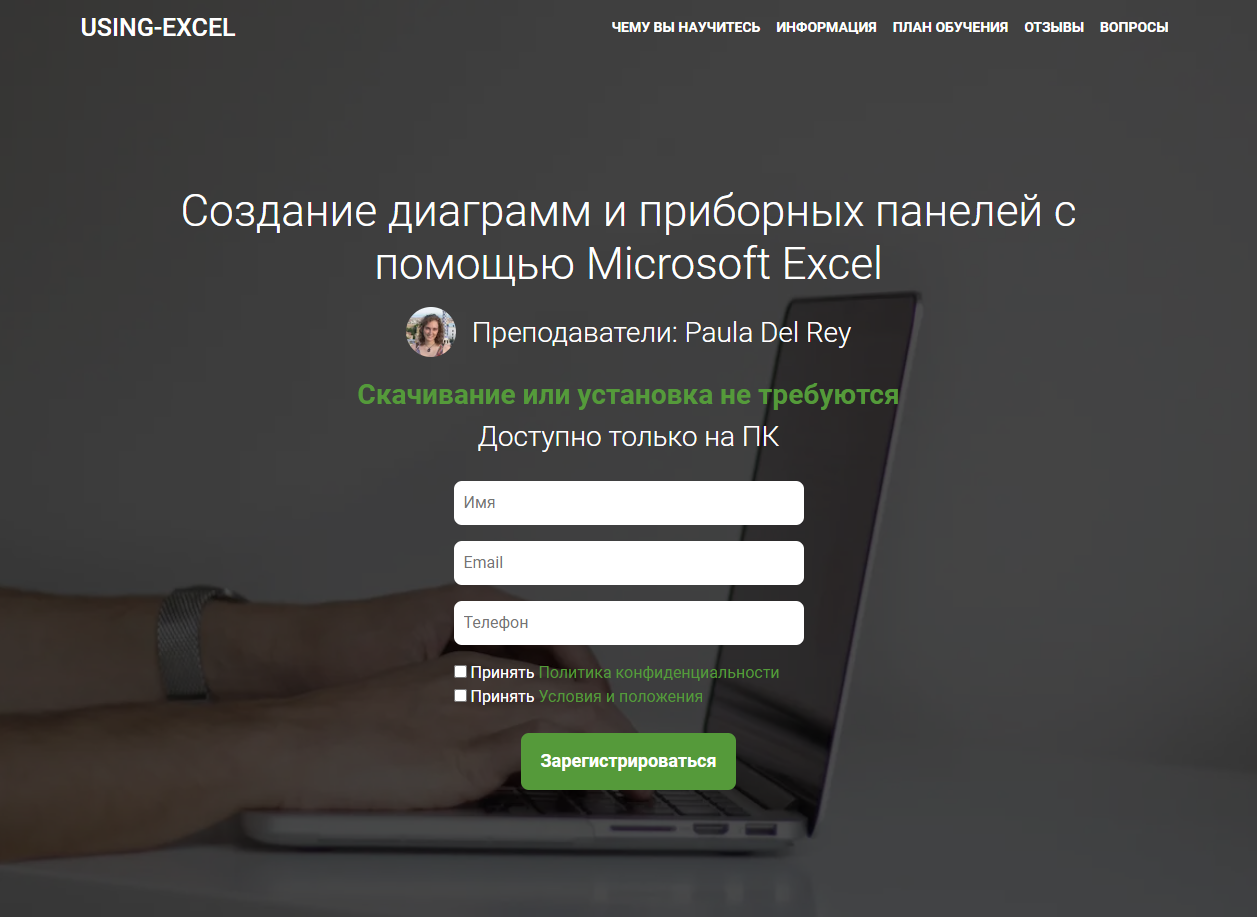 USING-EXCEL
ЧЕМУ ВЫ НАУЧИТЕСЬ ИНФОРМАЦИЯ ПЛАН ОБУЧЕНИЯ ОТЗЫВЫ ВОПРОСЫ
Создание диаграмм и приборных панелей с
помощью Microsoft Excel
Преподаватели: Paula Del Rey
Скачивание или установка не требуются
Доступно только на ПК
Имя
Email
Телефон
Принять Политика конфиденциальности
Принять Условия и положения
Зарегистрироваться